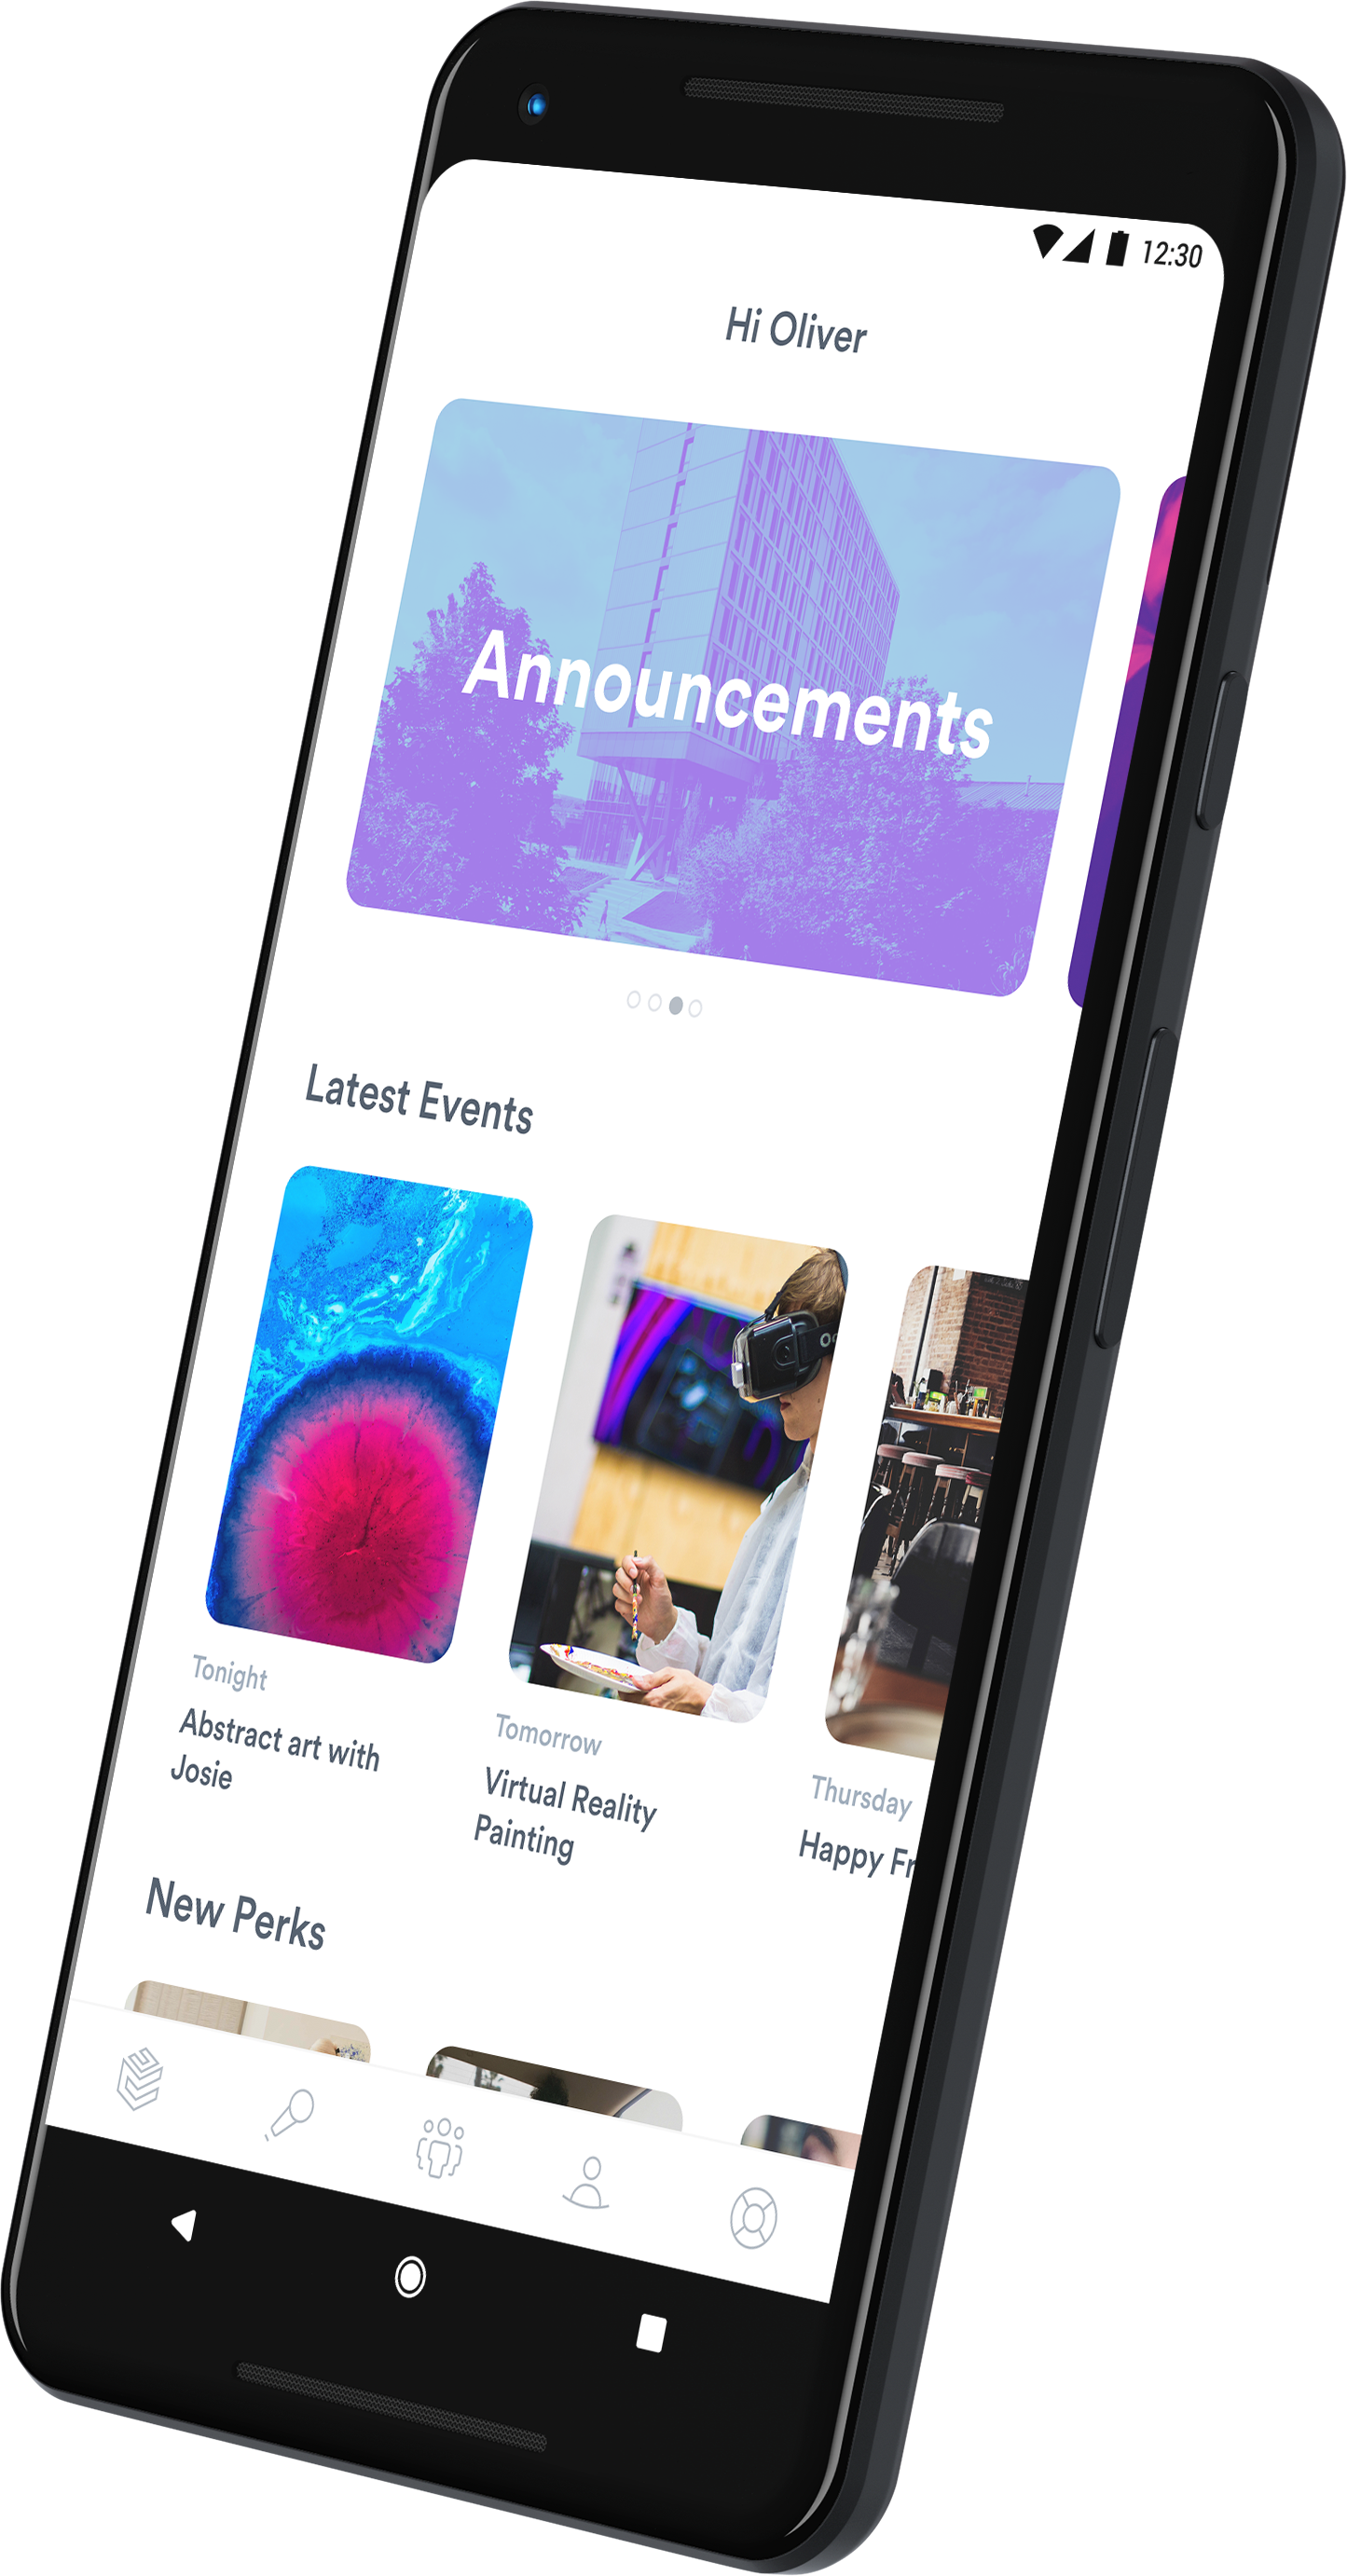 12:30
Hi Oliver
Announcements
Latest Events
Tonight
Abstract art with
Josie
Tomorrow
Virtual Reality
Painting
Thursday
Happy Fr
New Perks